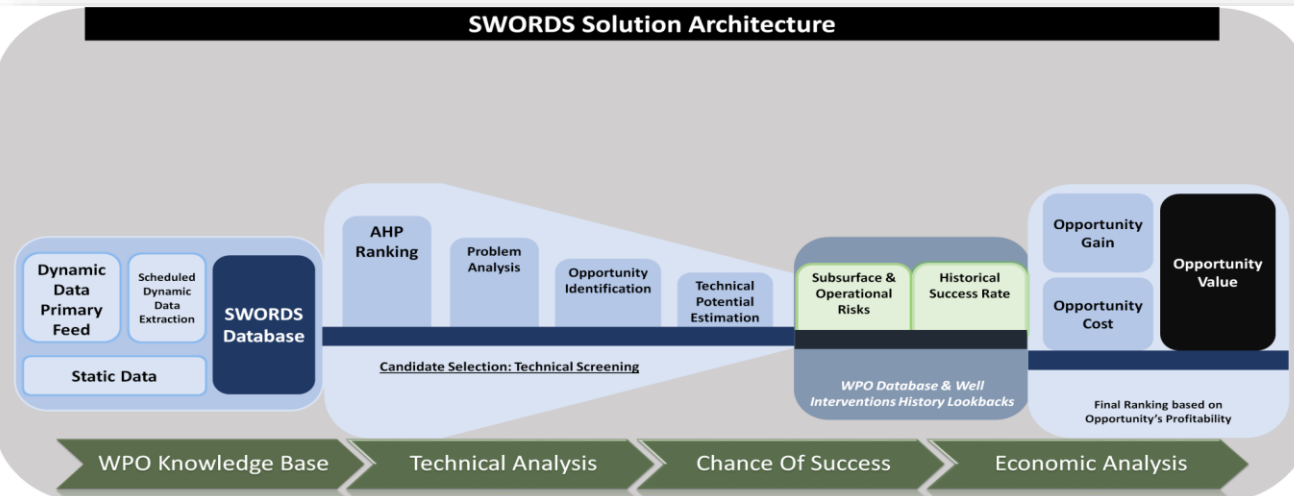 SWORDS Solution Architecture
Dynamic
Data
Primary
Feed
Scheduled
Dynamic
Data
Extraction
Static Data
SWORDS
Database
AHP
Ranking
Problem
Analysis
Opportunity
Identification
Technical
Potential
Estimation
Candidate Selection: Technical Screening
Subsurface &
Operational
Risks
Historical
Success Rate
WPO Database & Well
Interventions History Lookbacks
Opportunity
Gain
Opportunity
Cost
Opportunity
Value
Final Ranking based on
Opportunity's Profitability
WPO Knowledge Base
Technical Analysis
Chance Of Success
Economic Analysis